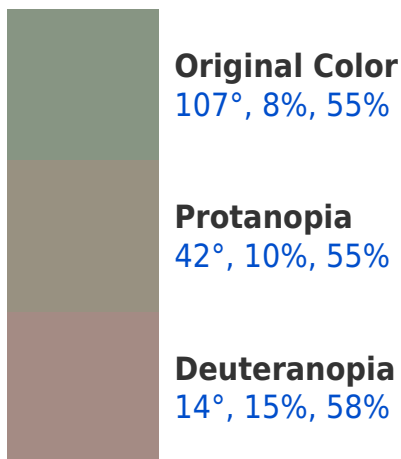 Original Color
107°, 8%, 55%
Protanopia
42°, 10%, 55%
Deuteranopia
14°, 15%, 58%